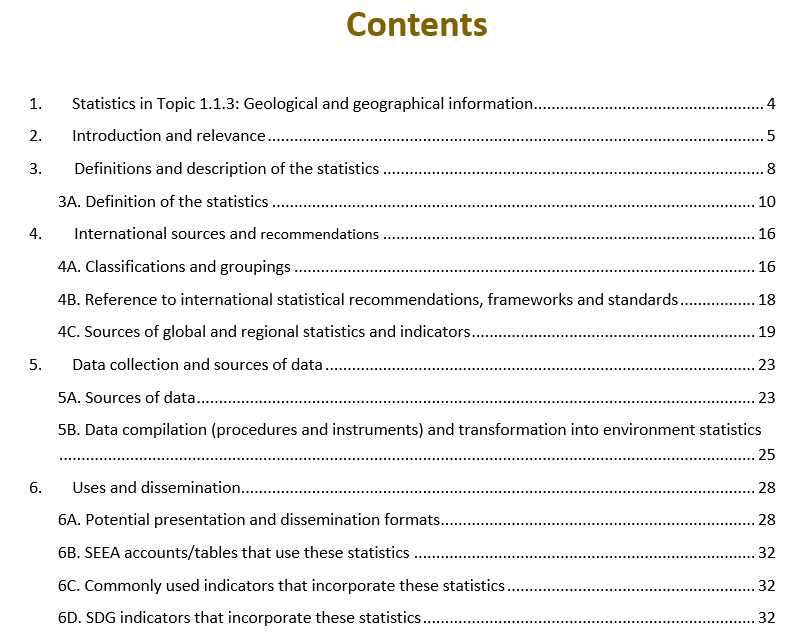 Contents
1. Statistics in Topic 1.1.3: Geological and geographical information.......... 4
2. Introduction and relevance.......... 5
3. Definitions and description of the statistics.......... 8
3A. Definition of the statistics.......... 10
4. International sources and recommendations.......... 16
4A. Classifications and groupings.......... 16
4B. Reference to international statistical recommendations, frameworks and standards.......... 18
4C. Sources of global and regional statistics and indicators.......... 19
5. Data collection and sources of data.......... 23
5A. Sources of data.......... 23
5B. Data compilation (procedures and instruments) and transformation into environment statistics
.......... 25
6. Uses and dissemination.......... 28
6A. Potential presentation and dissemination formats.......... 28
6B. SEEA accounts/tables that use these statistics.......... 32
6C. Commonly used indicators that incorporate these statistics.......... 32
6D. SDG indicators that incorporate these statistics.......... 32